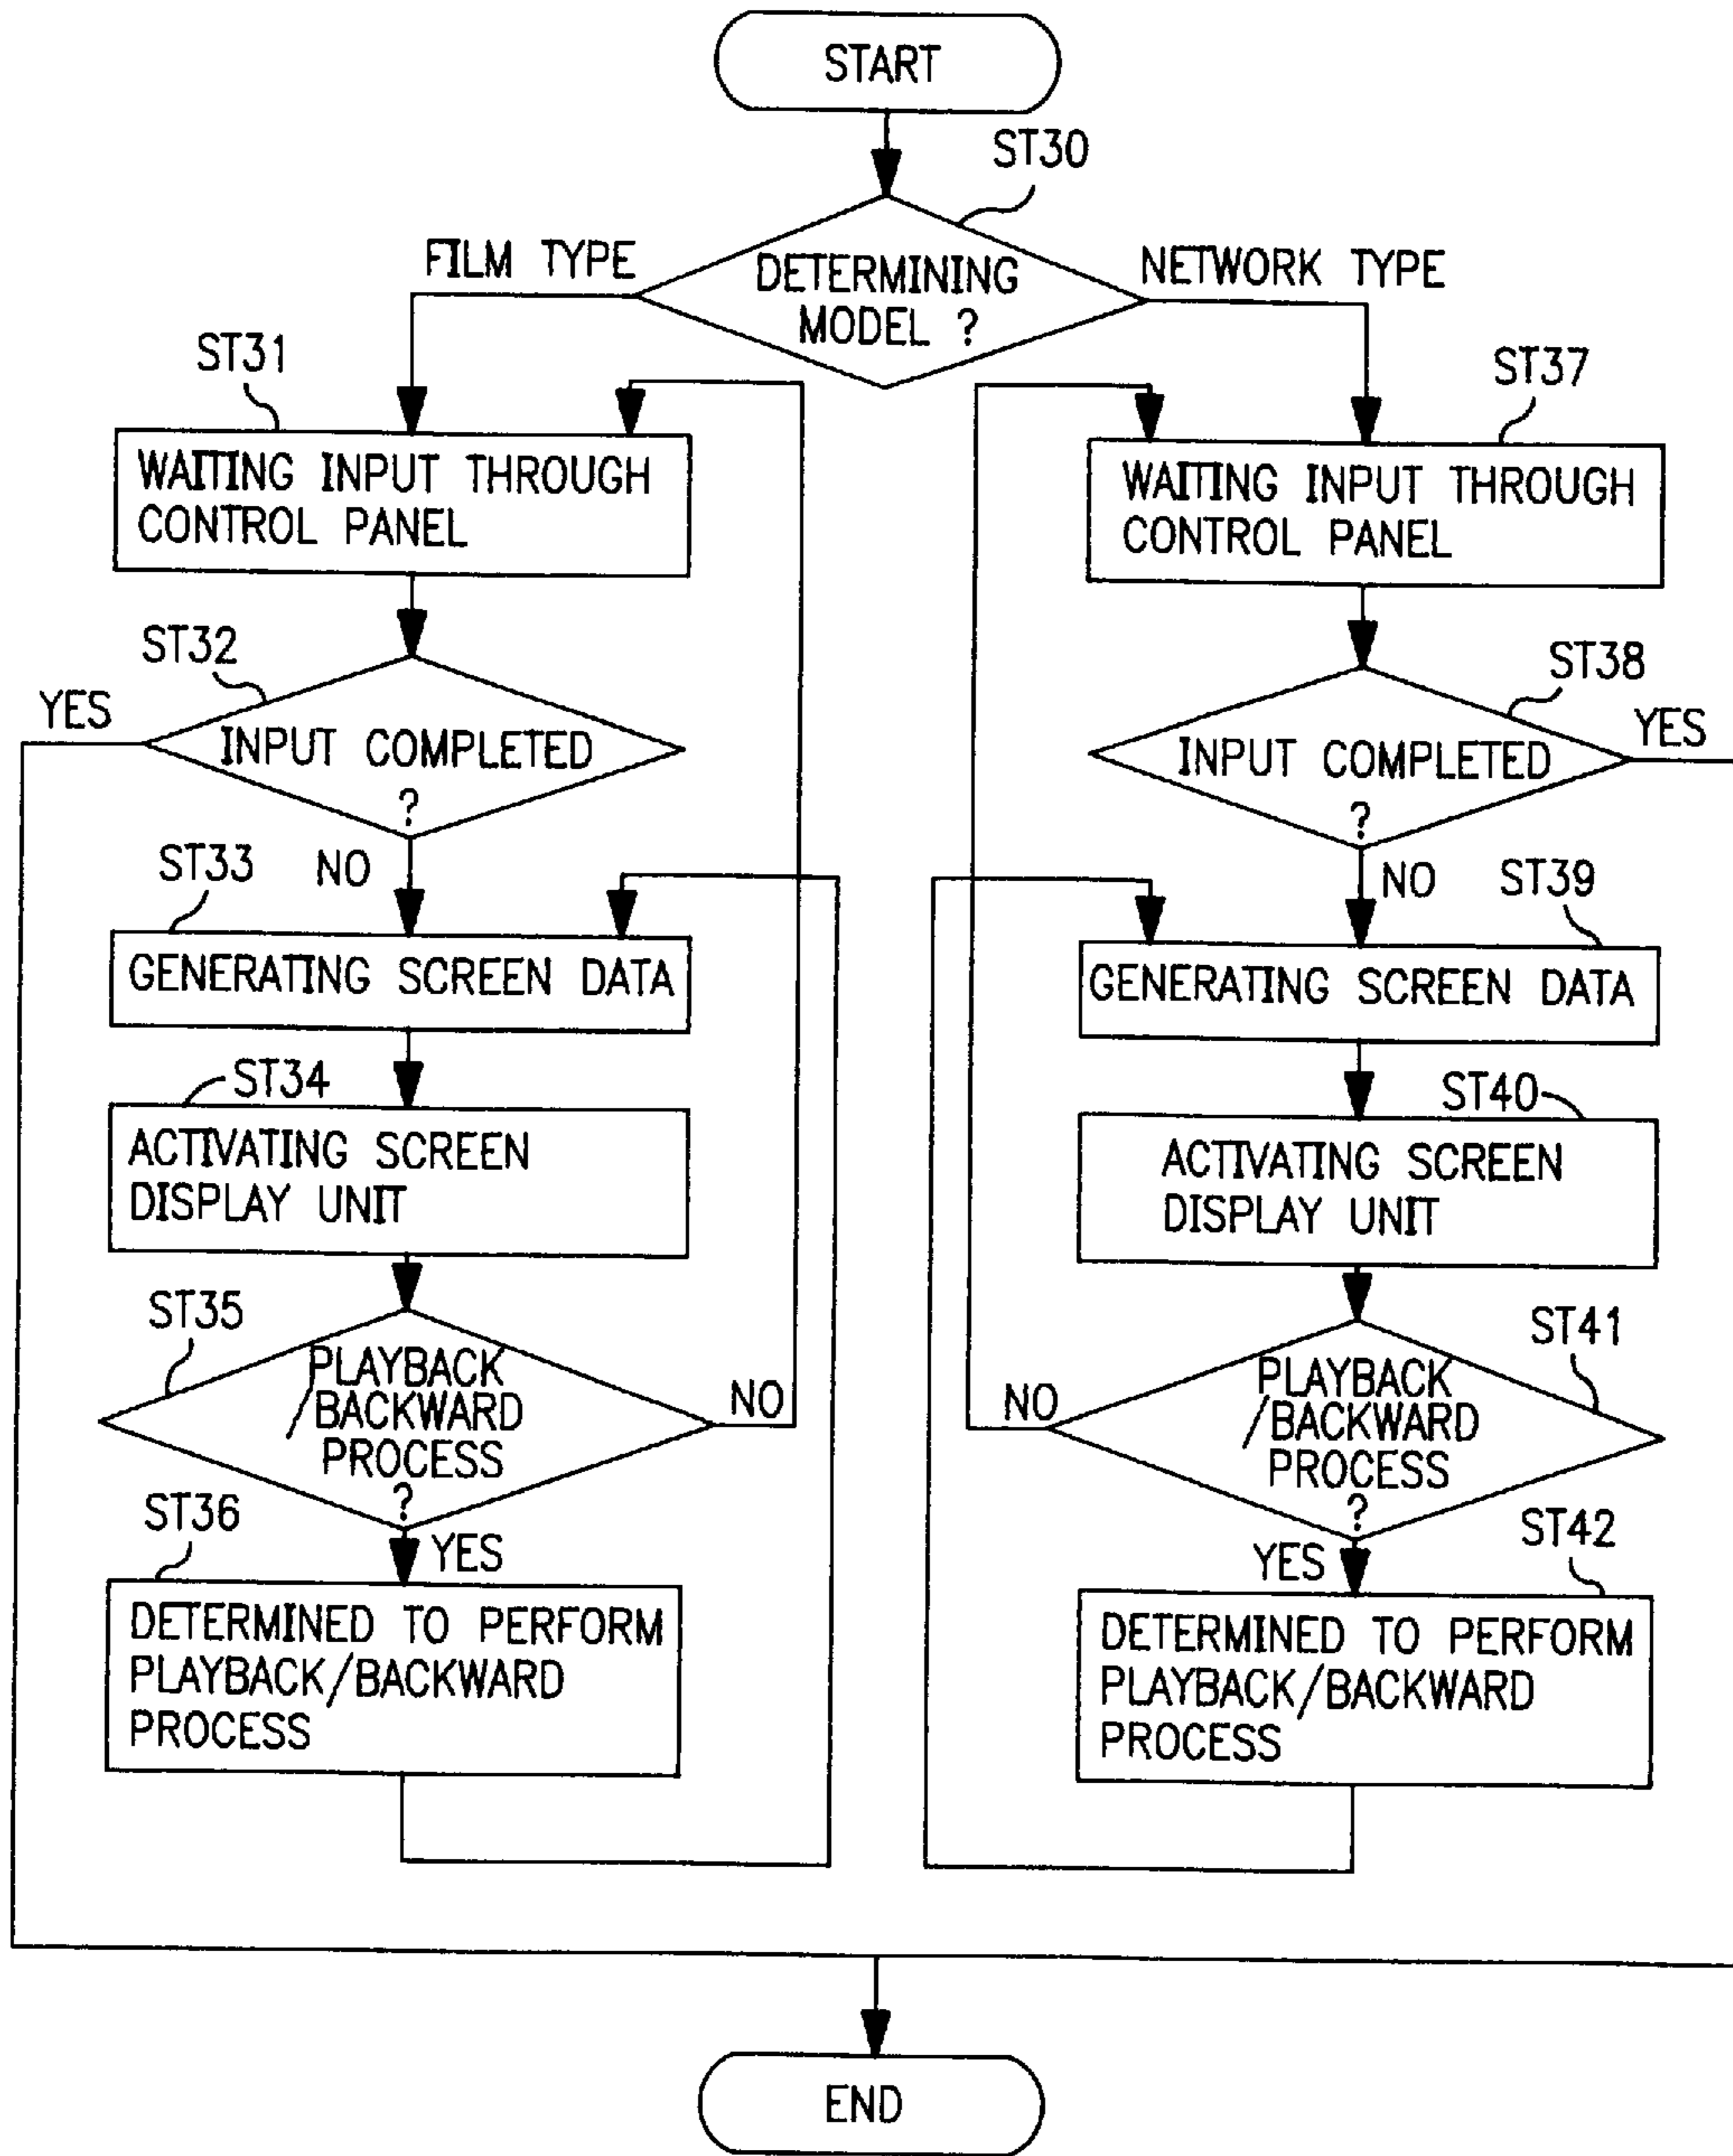 START
ST30
FILM TYPE
DETERMINING
MODEL ?
NETWORK TYPE
ST31
WAITING INPUT THROUGH
CONTROL PANEL
ST32
YES
INPUT COMPLETED
?
NO
ST33
GENERATING SCREEN DATA
ST34
ACTIVATING SCREEN
DISPLAY UNIT
ST35
PLAYBACK
/BACKWARD
PROCESS
?
NO
YES
ST36
DETERMINED TO PERFORM
PLAYBACK/BACKWARD
PROCESS
ST37
WAITING INPUT THROUGH
CONTROL PANEL
ST38
YES
INPUT COMPLETED
?
NO
ST39
GENERATING SCREEN DATA
ST40
ACTIVATING SCREEN
DISPLAY UNIT
ST41
PLAYBACK
/BACKWARD
PROCESS
?
NO
YES
ST42
DETERMINED TO PERFORM
PLAYBACK/BACKWARD
PROCESS
END